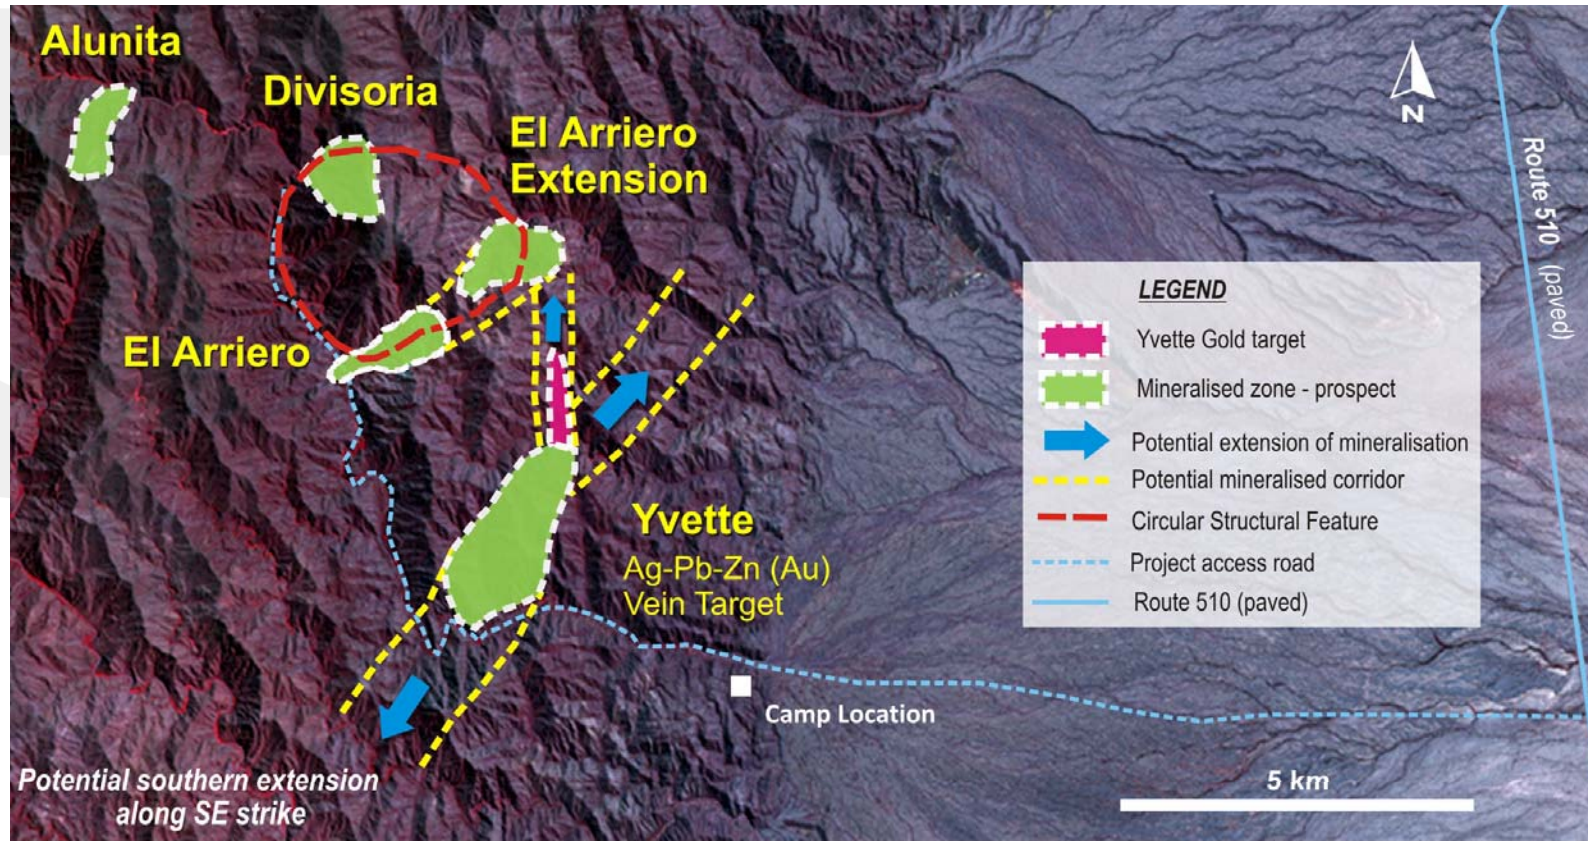 Alunita
Divisoria
El Arriero
Extension
N
Route 510 (paved)
El Arriero
LEGEND
Yvette Gold target
Mineralised zone - prospect
Potential extension of mineralisation
Potential mineralised corridor
Circular Structural Feature
Project access road
Route 510 (paved)
Yvette
Ag-Pb-Zn (Au)
Vein Target
Camp Location
Potential southern extension
along SE strike
5 km